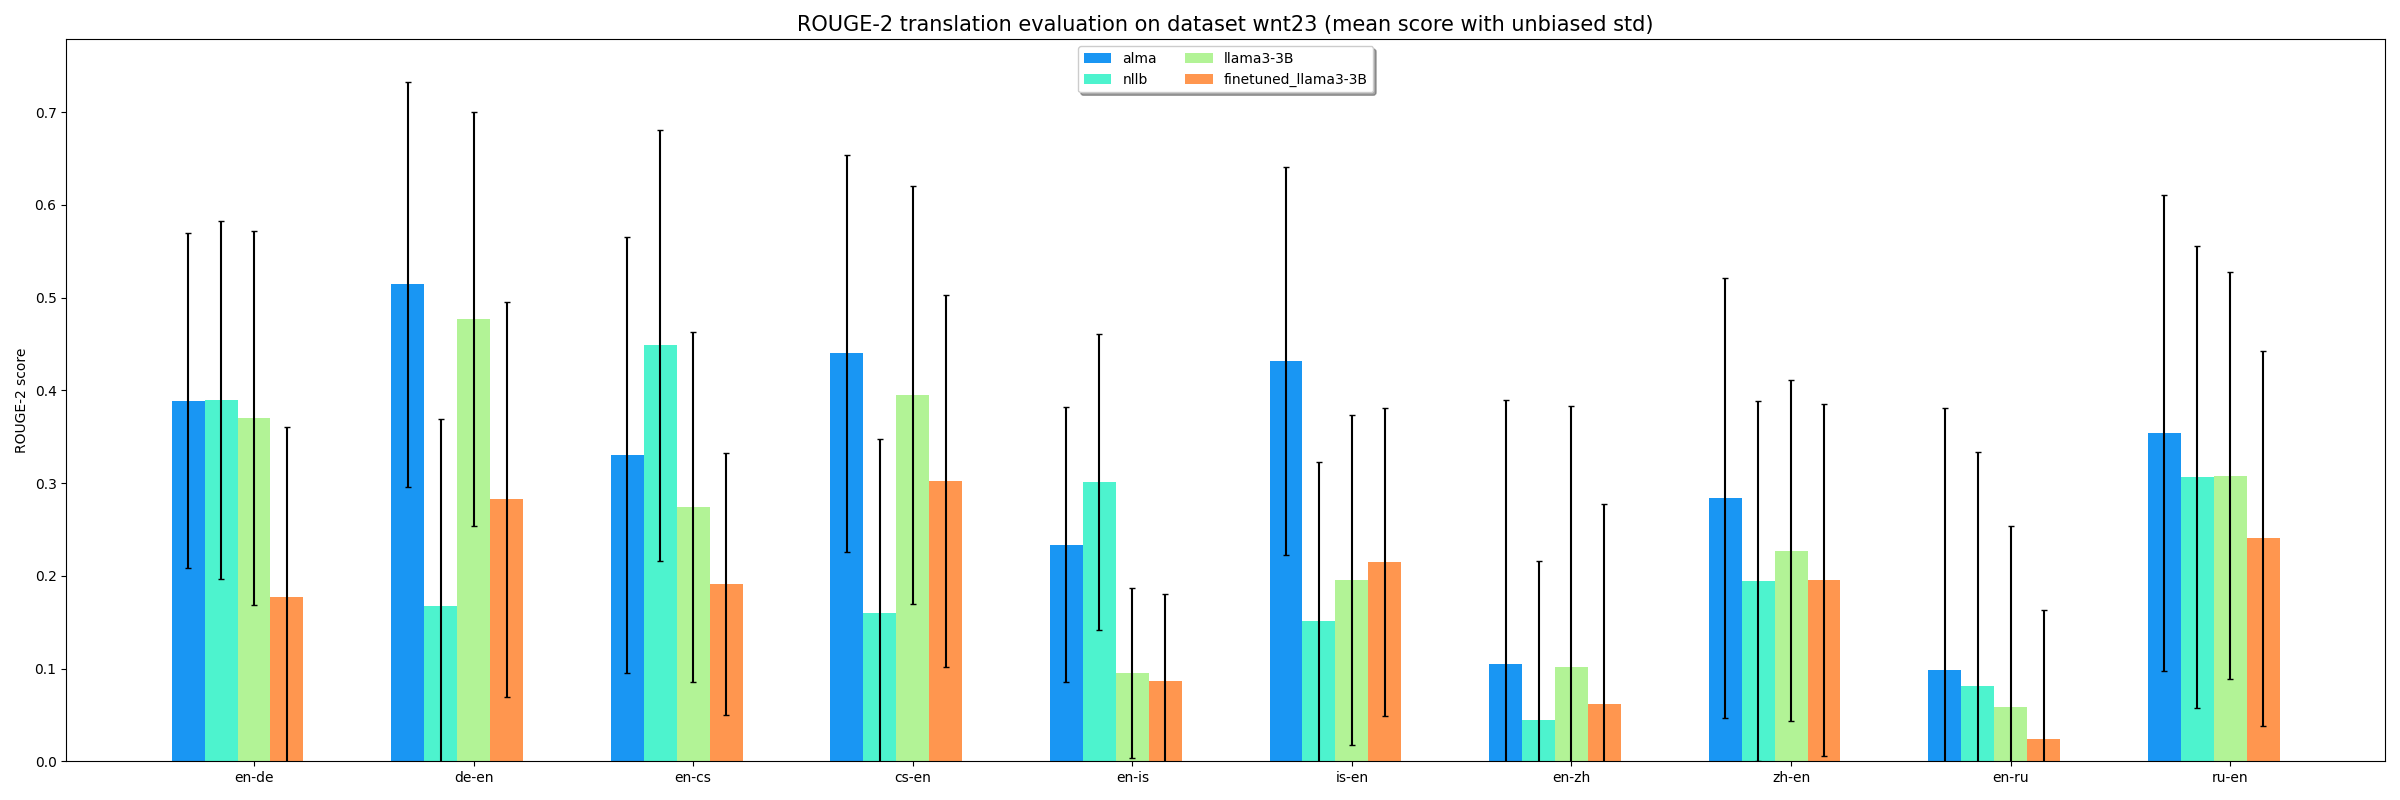 ROUGE-2 translation evaluation on dataset wnt23 (mean score with unbiased std)
alma
nllb
llama3-3B
finetuned_llama3-3B
ROUGE-2 score
0.7
0.6
0.5
0.4
0.3
0.2
0.1
0.0
en-de de-en en-cs cs-en en-is is-en en-zh zh-en en-ru ru-en